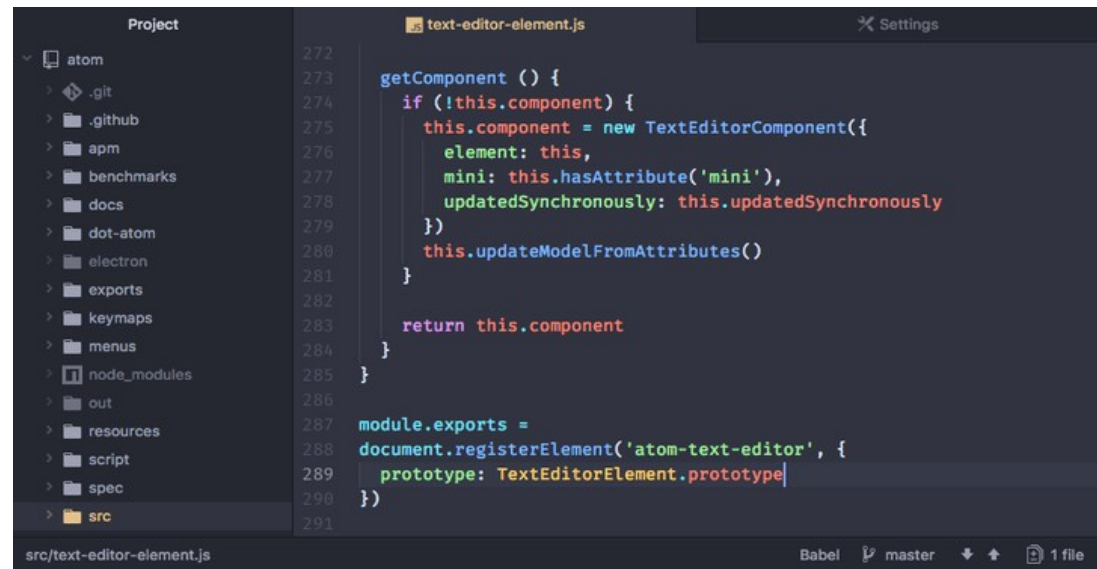 Project
text-editor-element.js
Settings
atom
.git
.github
apm
benchmarks
docs
dot-atom
electron
exports
keymaps
menus
node_modules
out
resources
script
spec
src
272
273 getComponent () {
274 if (!this.component) {
275 this.component = new TextEditorComponent({
276 element: this,
277 mini: this.hasAttribute('mini'),
278 updatedSynchronously: this.updatedSynchronously
279 })
280 this.updateModelFromAttributes()
281 }
282
283 return this.component
284 }
285 }
286
287 module.exports =
288 document.registerElement('atom-text-editor', {
289 prototype: TextEditorElement.prototype
290 })
291
src/text-editor-element.js
Babel master 1 file